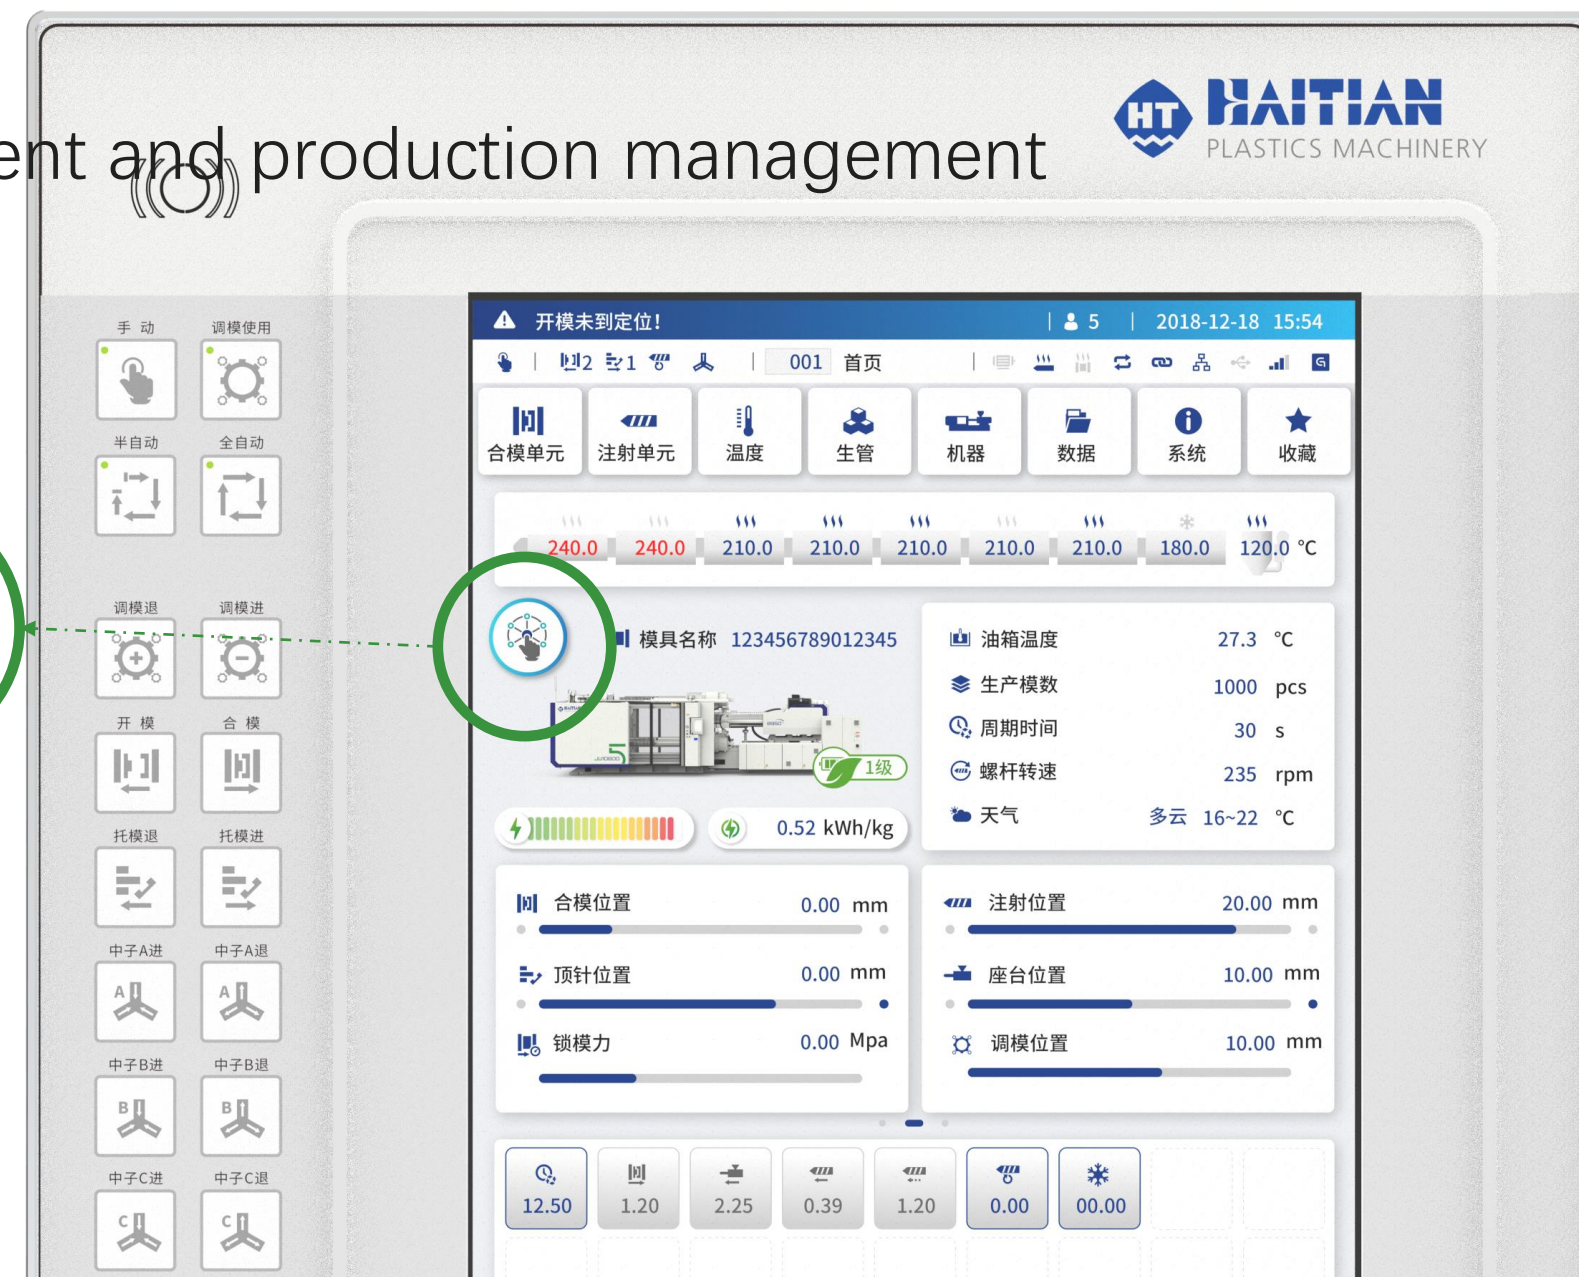 HT HAITIAN
PLASTICS MACHINERY
ent and production management
手 动 调模使用
半自动 全自动
调模退 调模进
开 模 合 模
托模退 托模进
中子A进 中子A退
A A
中子B进 中子B退
B B
中子C进 中子C退
C C
开模未到定位! 5 2018-12-18 15:54
2 1 001 首页
合模单元 注射单元 温度 生管 机器 数据 系统 收藏
240.0 240.0 210.0 210.0 210.0 210.0 210.0 180.0 120.0 °C
模具名称 123456789012345
1级
0.52 kWh/kg
油箱温度 27.3 °C
生产模数 1000 pcs
周期时间 30 s
螺杆转速 235 rpm
天气 多云 16~22 °C
合模位置 0.00 mm
顶针位置 0.00 mm
锁模力 0.00 Mpa
注射位置 20.00 mm
座台位置 10.00 mm
调模位置 10.00 mm
12.50 1.20 2.25 0.39 1.20 0.00 00.00